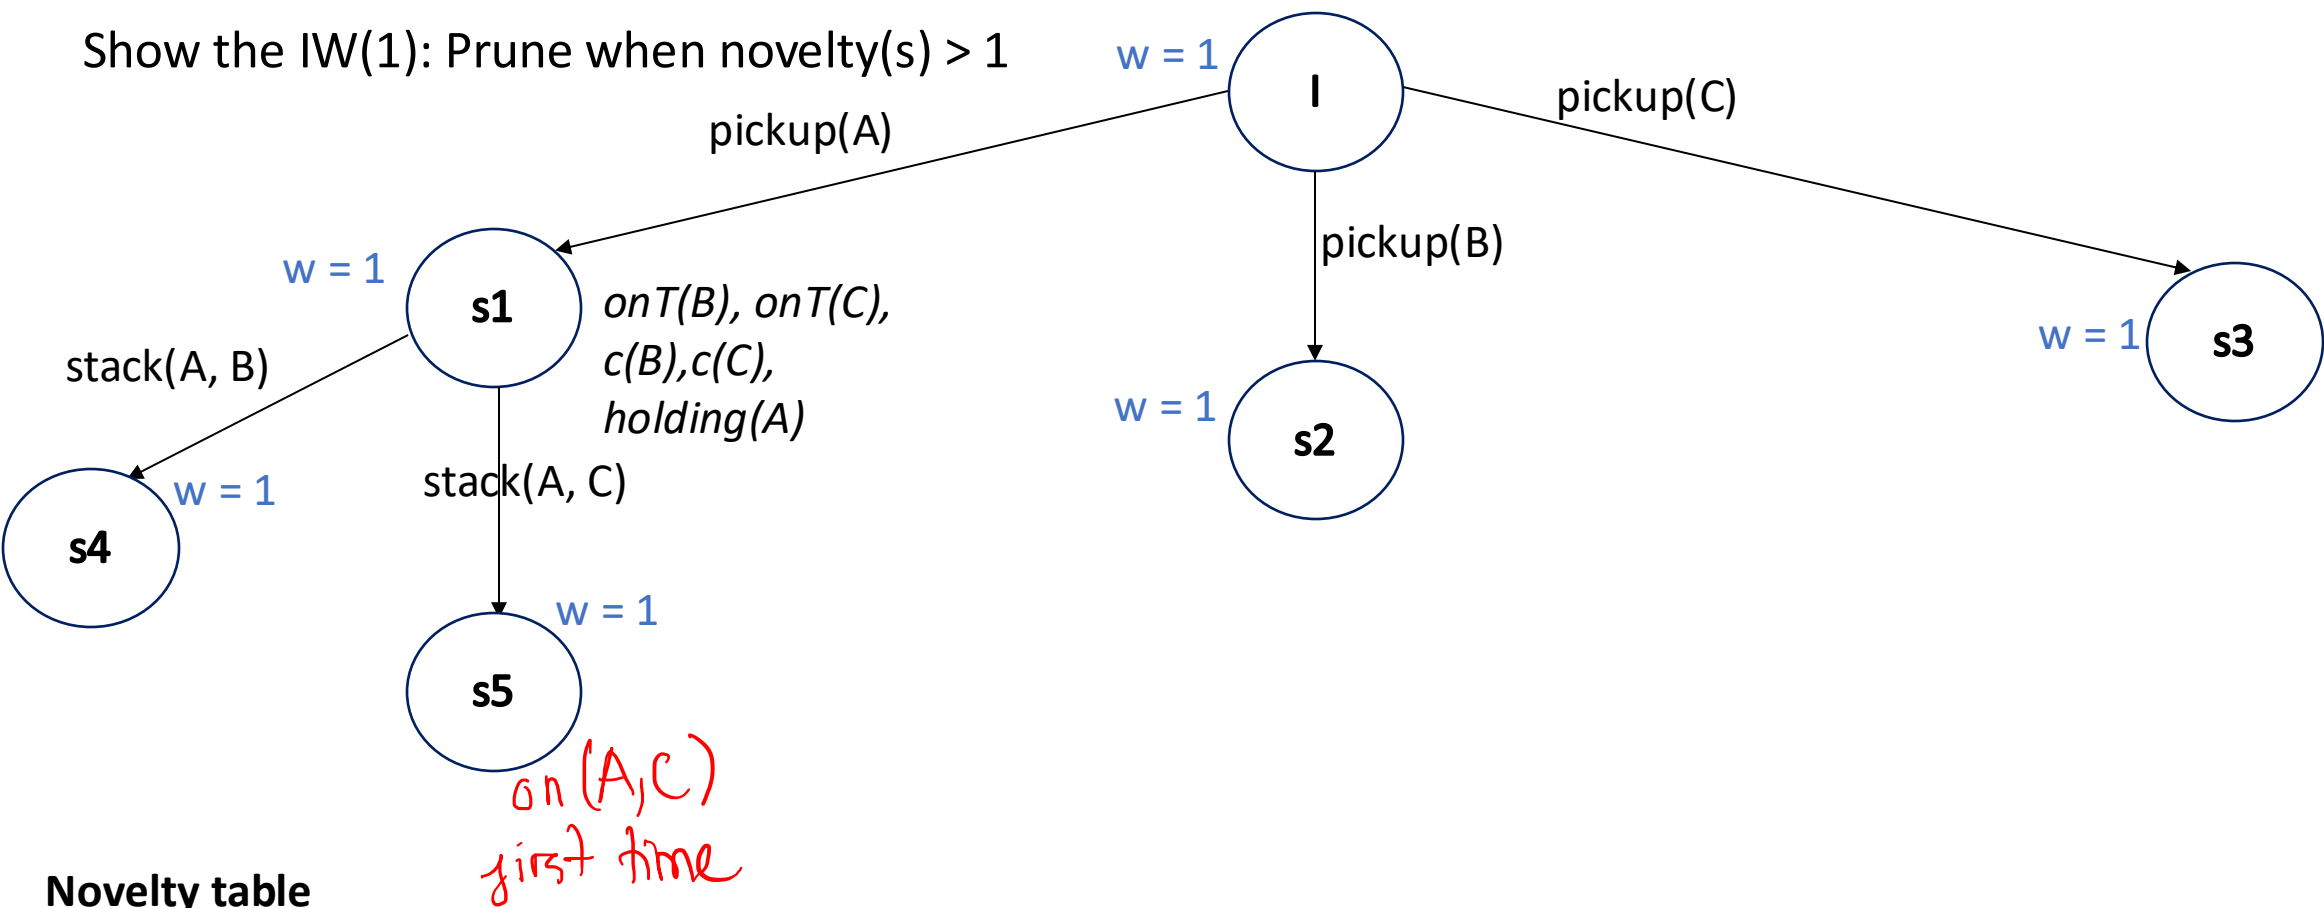 Show the IW(1): Prune when novelty(s) > 1
w = 1
I
pickup(A)
pickup(C)
pickup(B)
w = 1
s1
onT(B), onT(C),
c(B),c(C),
holding(A)
w = 1
s2
w = 1
s3
stack(A, B)
stack(A, C)
w = 1
s4
w = 1
s5
on(A,C)
first time
Novelty table